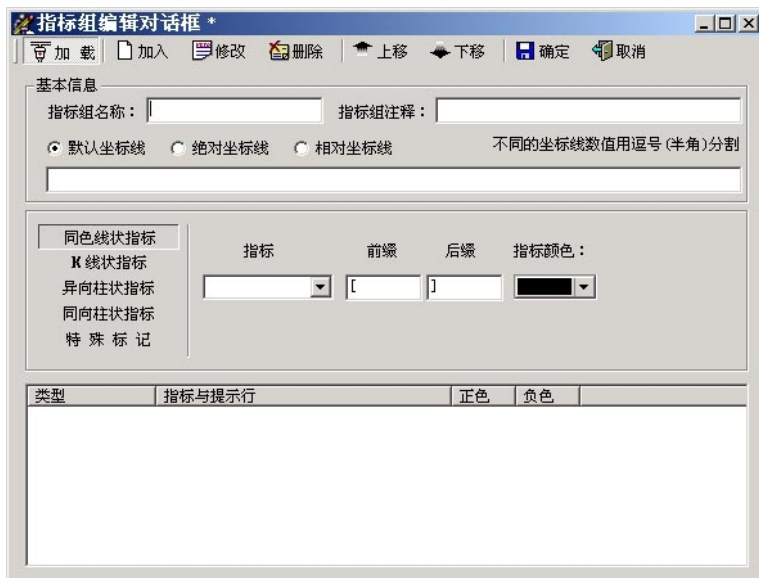 指标组编辑对话框 *
加 载 加入 修改 删除 上移 下移 确定 取消
基本信息
指标组名称： 指标组注释：
默认坐标线 绝对坐标线 相对坐标线 不同的坐标线数值用逗号(半角)分割
同色线状指标
K 线状指标
异向柱状指标
同向柱状指标
特 殊 标 记
指标 前缀 后缀 指标颜色：
[ ]
类型 指标与提示行 正色 负色